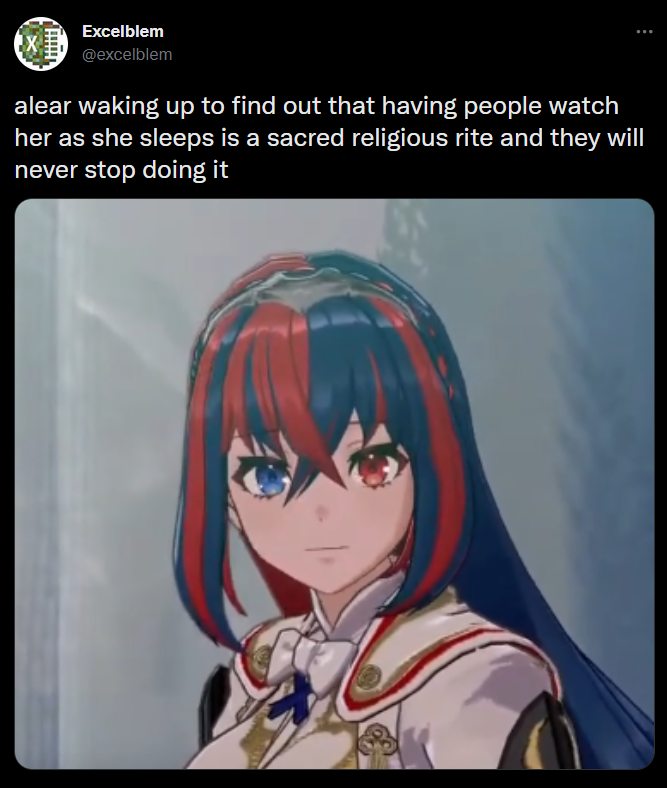 Excelblem
@excelblem
alear waking up to find out that having people watch
her as she sleeps is a sacred religious rite and they will
never stop doing it